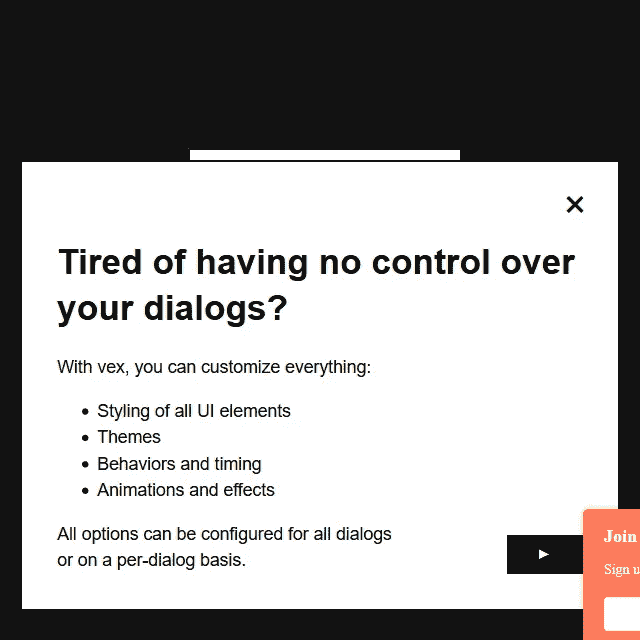 Tired of having no control over
your dialogs?
With vex, you can customize everything:
Styling of all UI elements
Themes
Behaviors and timing
Animations and effects
All options can be configured for all dialogs
or on a per-dialog basis.
Join
Sign